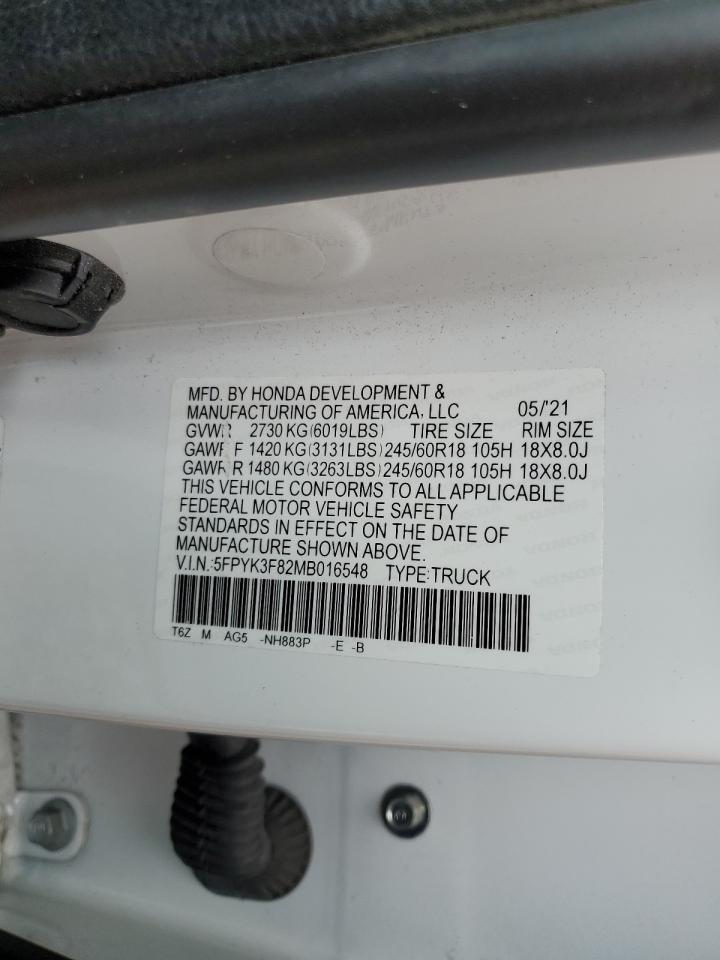 MFD. BY HONDA DEVELOPMENT &
MANUFACTURING OF AMERICA, LLC 05/'21
GVWR 2730 KG (6019LBS) TIRE SIZE RIM SIZE
GAWR F 1420 KG (3131LBS) 245/60R18 105H 18X8.0J
GAWR R 1480 KG (3263LBS) 245/60R18 105H 18X8.0J
THIS VEHICLE CONFORMS TO ALL APPLICABLE
FEDERAL MOTOR VEHICLE SAFETY
STANDARDS IN EFFECT ON THE DATE OF
MANUFACTURE SHOWN ABOVE.
V.I.N.:5FPYK3F82MB016548 TYPE:TRUCK
T6Z M AG5 -NH883P -E -B